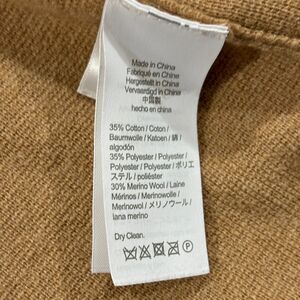 Made in China
Fabriqué en Chine
Hergestellt in China
Vervaardigd in China
中国製
hecho en china
35% Cotton / Coton /
Baumwolle / Katoen / 綿 /
algodón
35% Polyester / Polyester /
Polyester / Polyester / ポリエ
ステル / poliéster
30% Merino Wool / Laine
Mérinos / Merinowolle /
Merinowol / メリノウール /
lana merino
Dry Clean.
P